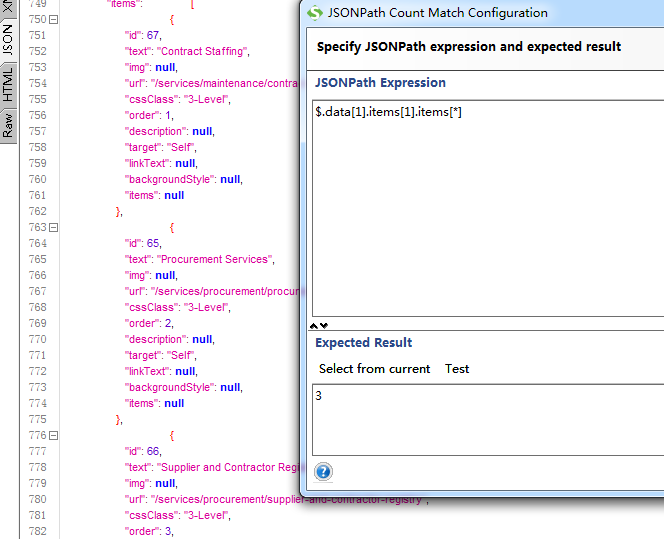 XM
JSON
HTML
Raw
749 "items": [
750 {
751 "id": 67,
752 "text": "Contract Staffing",
753 "img": null,
754 "url": "/services/maintenance/contra
755 "cssClass": "3-Level",
756 "order": 1,
757 "description": null,
758 "target": "Self",
759 "linkText": null,
760 "backgroundStyle": null,
761 "items": null
762 },
763 {
764 "id": 65,
765 "text": "Procurement Services",
766 "img": null,
767 "url": "/services/procurement/procur
768 "cssClass": "3-Level",
769 "order": 2,
770 "description": null,
771 "target": "Self",
772 "linkText": null,
773 "backgroundStyle": null,
774 "items": null
775 },
776 {
777 "id": 66,
778 "text": "Supplier and Contractor Regi
779 "img": null,
780 "url": "/services/procurement/supplier-and-contractor-registry",
781 "cssClass": "3-Level",
782 "order": 3,
JSONPath Count Match Configuration
Specify JSONPath expression and expected result
JSONPath Expression
$.data[1].items[1].items[*]
Expected Result
Select from current Test
3